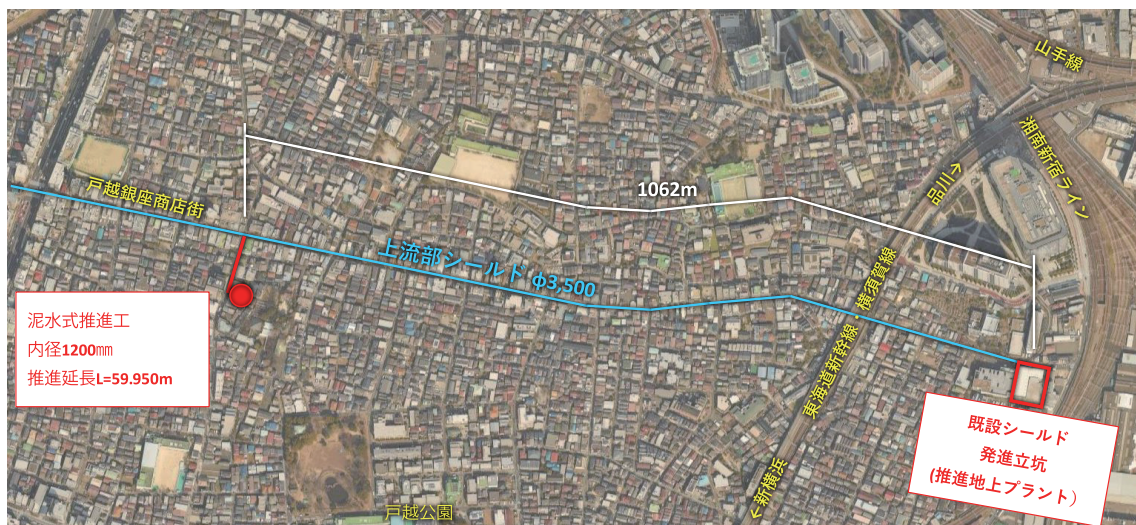 山手線
湘南新宿ライン
品川→
1062m
戸越銀座商店街
上流部シールド φ3,500
東海道新幹線 横須賀線
泥水式推進工
内径1200㎜
推進延長L=59.950m
既設シールド
発進立坑
(推進地上プラント）
←新横浜
戸越公園